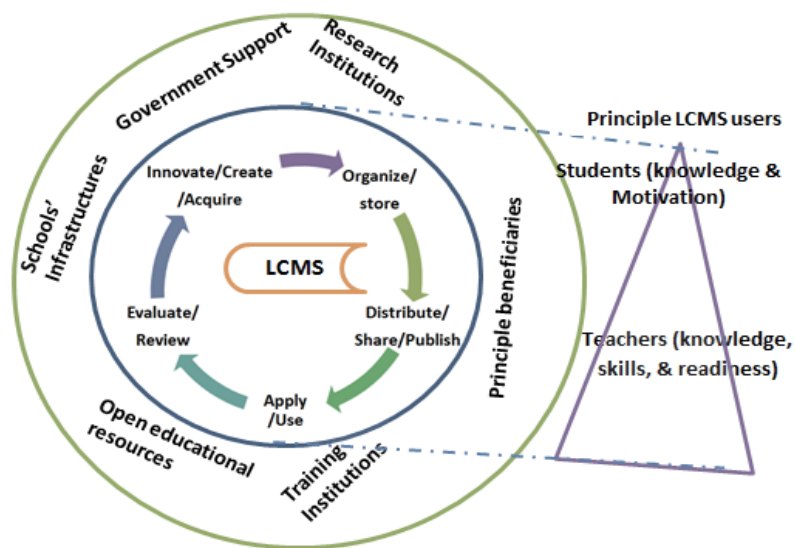 Government Support
Research
Institutions
Schools'
Infrastructures
Innovate/Create
/Acquire
Organize/
store
LCMS
Evaluate/
Review
Distribute/
Share/Publish
Apply
/Use
Open educational
resources
Training
Institutions
Principle beneficiaries
Principle LCMS users
Students (knowledge &
Motivation)
Teachers (knowledge,
skills, & readiness)